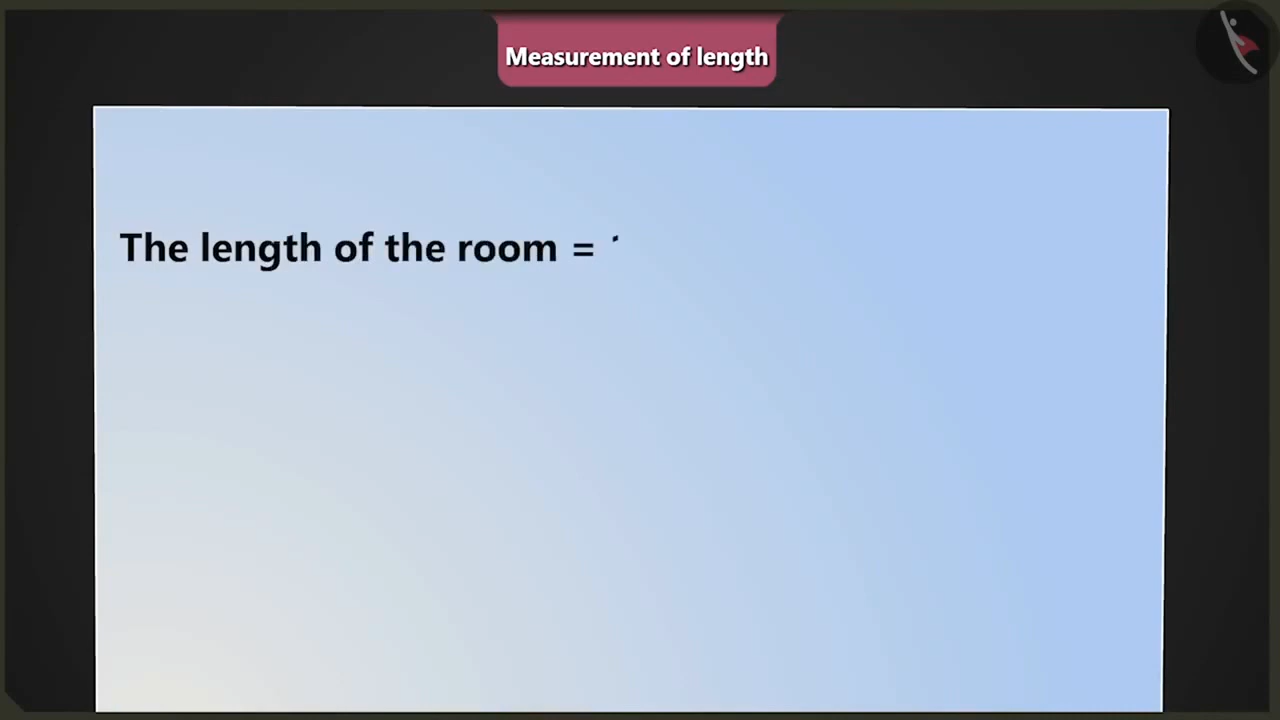 Measurement of length
The length of the room =